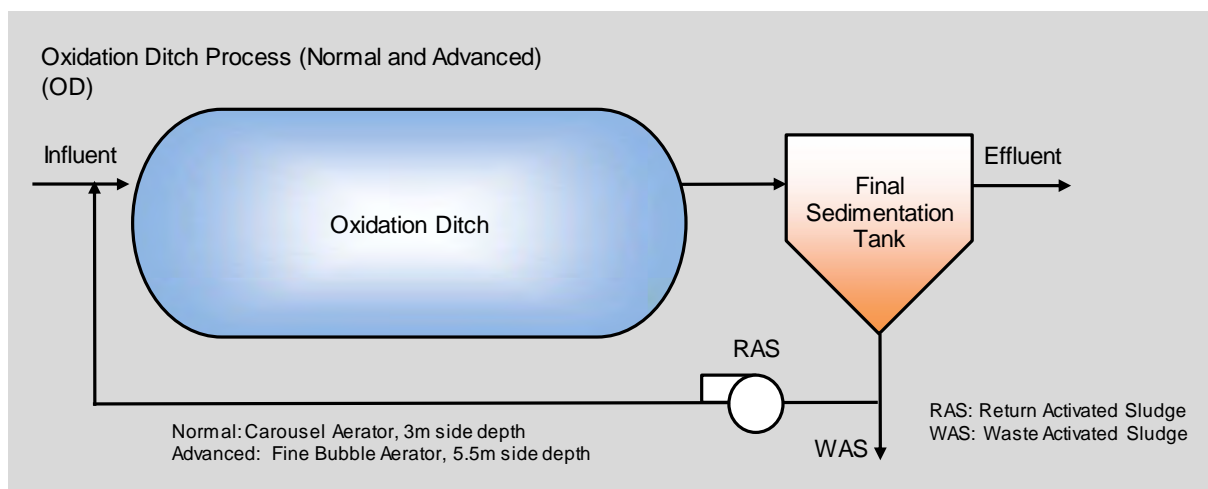 Oxidation Ditch Process (Normal and Advanced)
(OD)
Influent
Effluent
Final
Sedimentation
Tank
Oxidation Ditch
RAS
RAS: Return Activated Sludge
WAS: Waste Activated Sludge
Normal: Carousel Aerator, 3m side depth
Advanced: Fine Bubble Aerator, 5.5m side depth
WAS